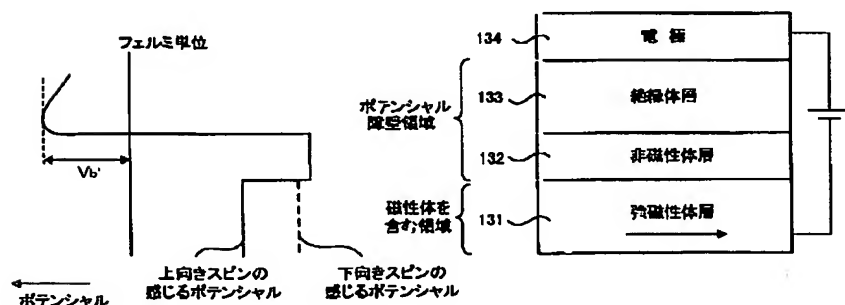 フェルミ単位
Vb'
ポテンシャル
上向きスピンの
感じるポテンシャル
下向きスピンの
感じるポテンシャル
ポテンシャル
障壁領域
磁性体を
含む領域
134
電極
133
絶縁体層
132
非磁性体層
131
強磁性体層